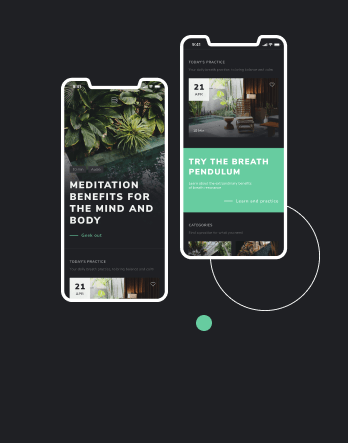 9:41
MEDITATION
BENEFITS FOR
THE MIND AND
BODY
Geek out
TODAY'S PRACTICE
21
APR
9:41
TODAY'S PRACTICE
21
APR
TRY THE BREATH
PENDULUM
Learn and practice
CATEGORIES